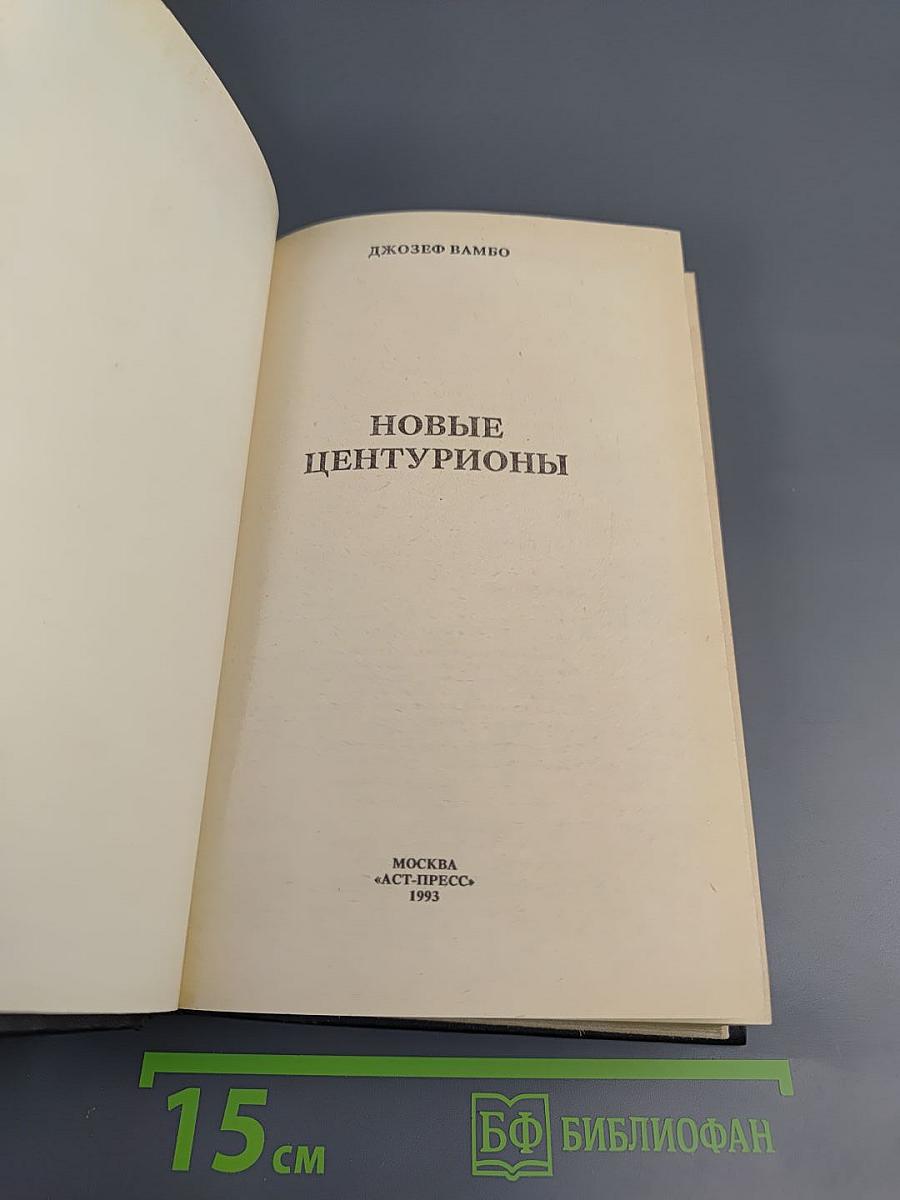 ДЖОЗЕФ ВАМБО
НОВЫЕ
ЦЕНТУРИОНЫ
МОСКВА
«АСТ-ПРЕСС»
1993
15 см
БФ БИБЛИОФАН